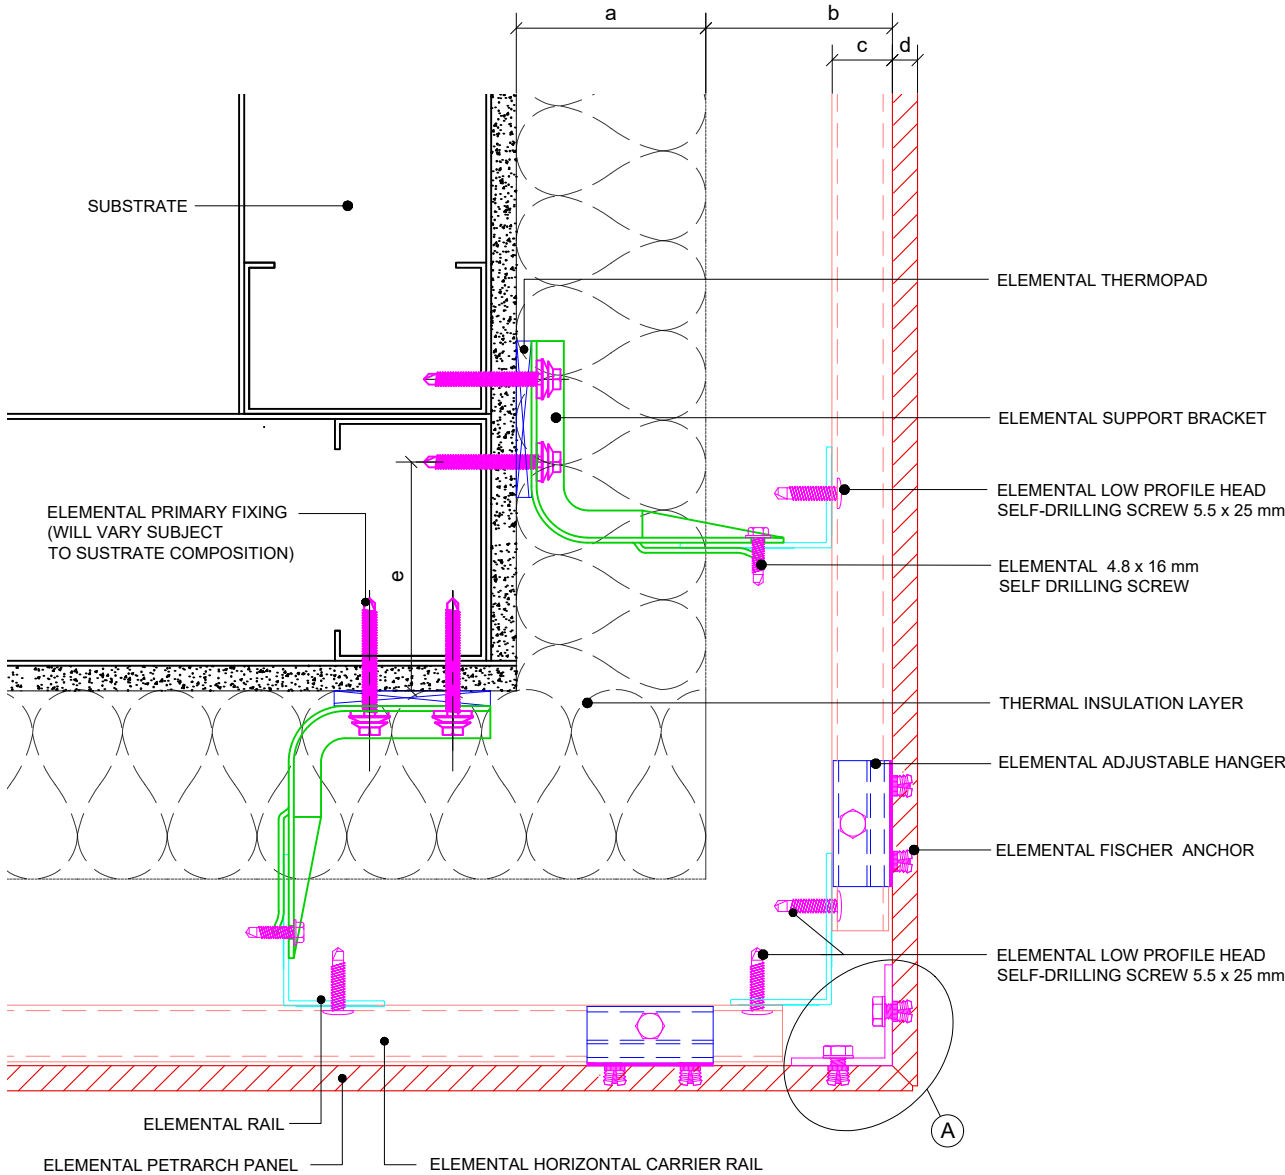 a
b
c
d
SUBSTRATE
ELEMENTAL THERMOPAD
ELEMENTAL SUPPORT BRACKET
ELEMENTAL LOW PROFILE HEAD
SELF-DRILLING SCREW 5.5 x 25 mm
ELEMENTAL PRIMARY FIXING
(WILL VARY SUBJECT
TO SUSTRATE COMPOSITION)
e
ELEMENTAL 4.8 x 16 mm
SELF DRILLING SCREW
THERMAL INSULATION LAYER
ELEMENTAL ADJUSTABLE HANGER
ELEMENTAL FISCHER ANCHOR
ELEMENTAL LOW PROFILE HEAD
SELF-DRILLING SCREW 5.5 x 25 mm
A
ELEMENTAL RAIL
ELEMENTAL PETRARCH PANEL
ELEMENTAL HORIZONTAL CARRIER RAIL